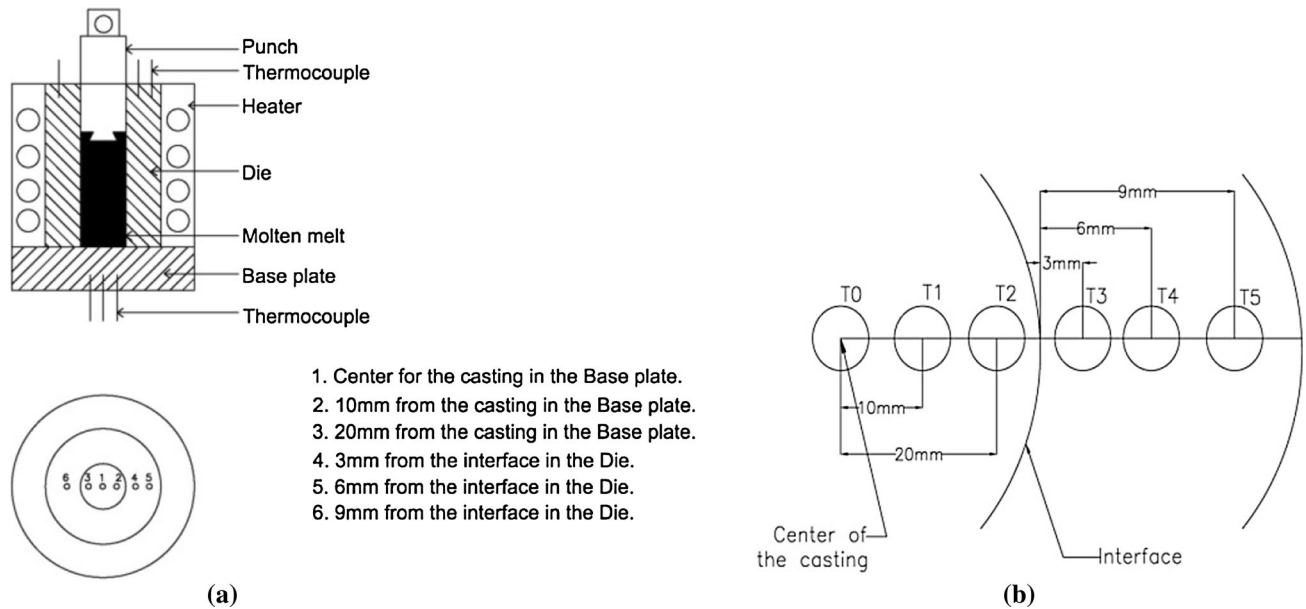 Punch
Thermocouple
Heater
Die
Molten melt
Base plate
Thermocouple
1. Center for the casting in the Base plate.
2. 10mm from the casting in the Base plate.
3. 20mm from the casting in the Base plate.
4. 3mm from the interface in the Die.
5. 6mm from the interface in the Die.
6. 9mm from the interface in the Die.
6 3 1 2 4 5
(a)
9mm
6mm
3mm
T0 T1 T2 T3 T4 T5
10mm
20mm
Center of
the casting
Interface
(b)